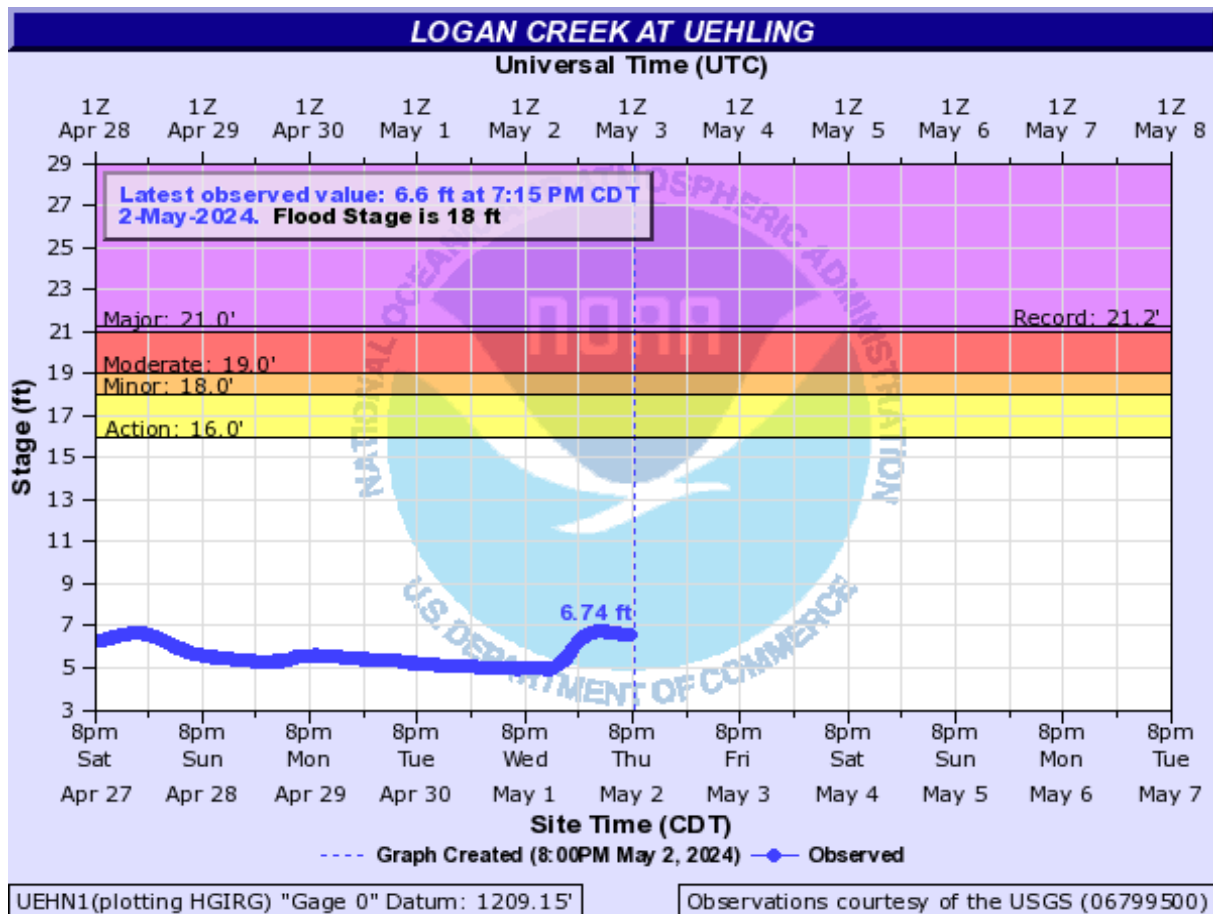 LOGAN CREEK AT UEHLING
Universal Time (UTC)
1Z 1Z 1Z 1Z 1Z 1Z 1Z 1Z 1Z 1Z 1Z
Apr 28 Apr 29 Apr 30 May 1 May 2 May 3 May 4 May 5 May 6 May 7 May 8
29
Latest observed value: 6.6 ft at 7:15 PM CDT
2-May-2024. Flood Stage is 18 ft
27
25
23
Major: 21.0'
Record: 21.2'
21
Moderate: 19.0'
19
Minor: 18.0'
17
Action: 16.0'
15
13
11
9
7
5
3
Stage (ft)
NATIONAL OCEANIC AND ATMOSPHERIC ADMINISTRATION
NOAA
U.S. DEPARTMENT OF COMMERCE
6.74 ft
8pm 8pm 8pm 8pm 8pm 8pm 8pm 8pm 8pm 8pm 8pm
Sat Sun Mon Tue Wed Thu Fri Sat Sun Mon Tue
Apr 27 Apr 28 Apr 29 Apr 30 May 1 May 2 May 3 May 4 May 5 May 6 May 7
Site Time (CDT)
Graph Created (8:00PM May 2, 2024) Observed
UEHN1(plotting HGIRG) "Gage 0" Datum: 1209.15'
Observations courtesy of the USGS (06799500)